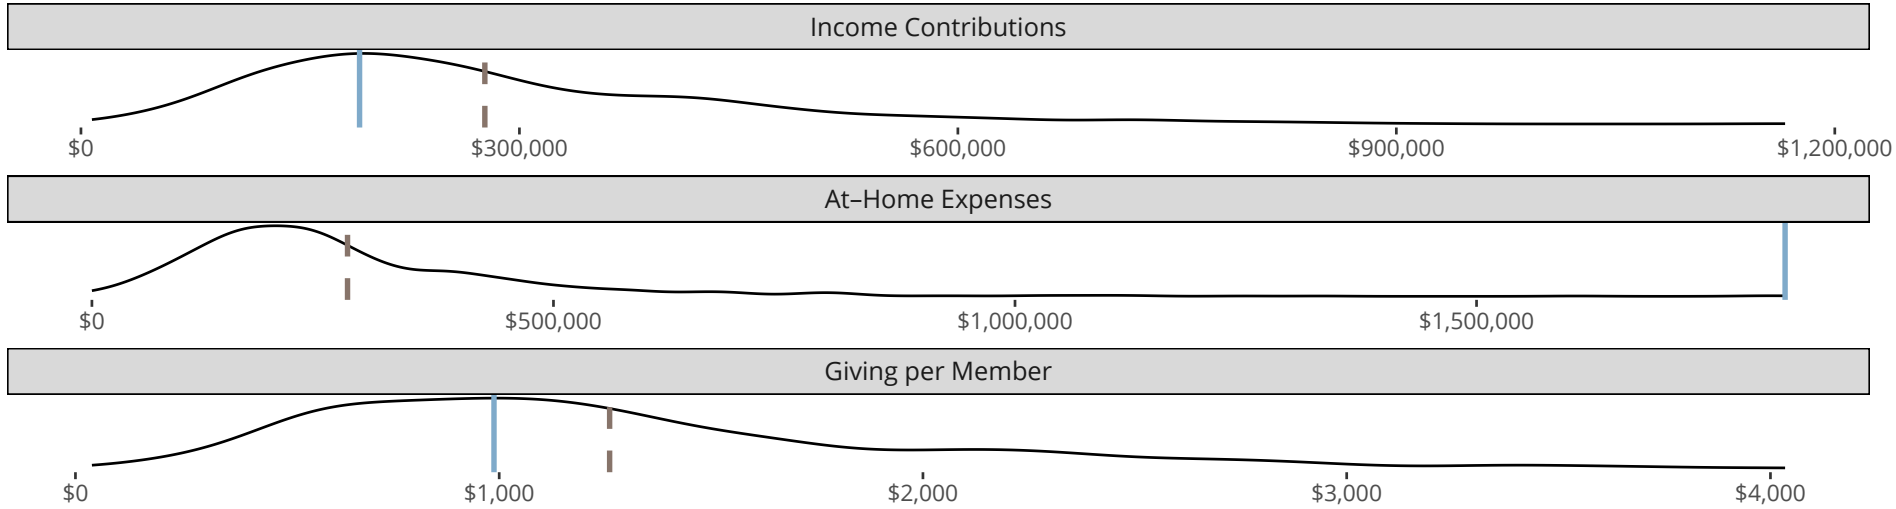 Income Contributions
$0 $300,000 $600,000 $900,000 $1,200,000
At–Home Expenses
$0 $500,000 $1,000,000 $1,500,000
Giving per Member
$0 $1,000 $2,000 $3,000 $4,000